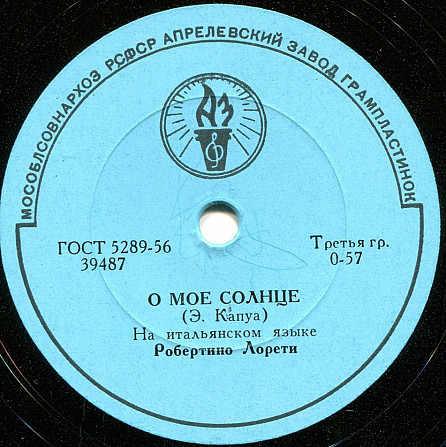 МОСОБЛСОВНАРХОЗ РСФСР АПРЕЛЕВСКИЙ ЗАВОД ГРАМПЛАСТИНОК
АЗ
ГОСТ 5289-56
39487
Третья гр.
0-57
О МОЕ СОЛНЦЕ
(Э. Капуа)
На итальянском языке
Робертино Лорети